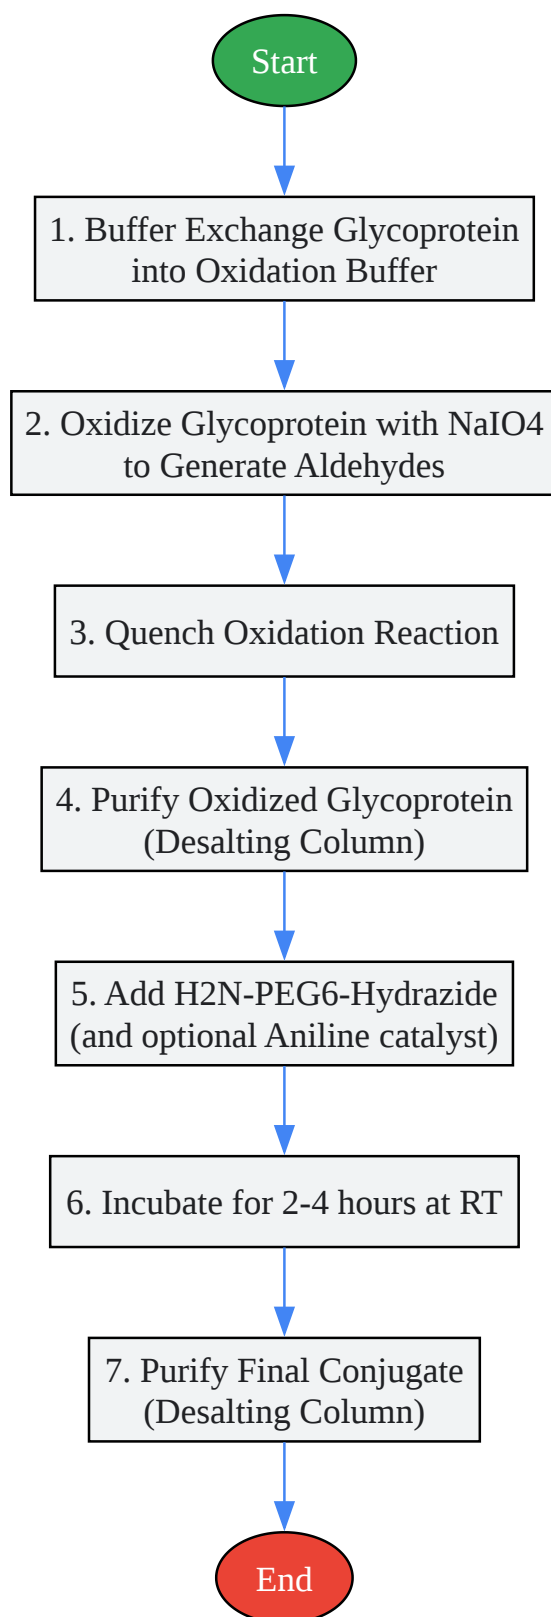 Start
1. Buffer Exchange Glycoprotein
into Oxidation Buffer
2. Oxidize Glycoprotein with NaIO4
to Generate Aldehydes
3. Quench Oxidation Reaction
4. Purify Oxidized Glycoprotein
(Desalting Column)
5. Add H2N-PEG6-Hydrazide
(and optional Aniline catalyst)
6. Incubate for 2-4 hours at RT
7. Purify Final Conjugate
(Desalting Column)
End